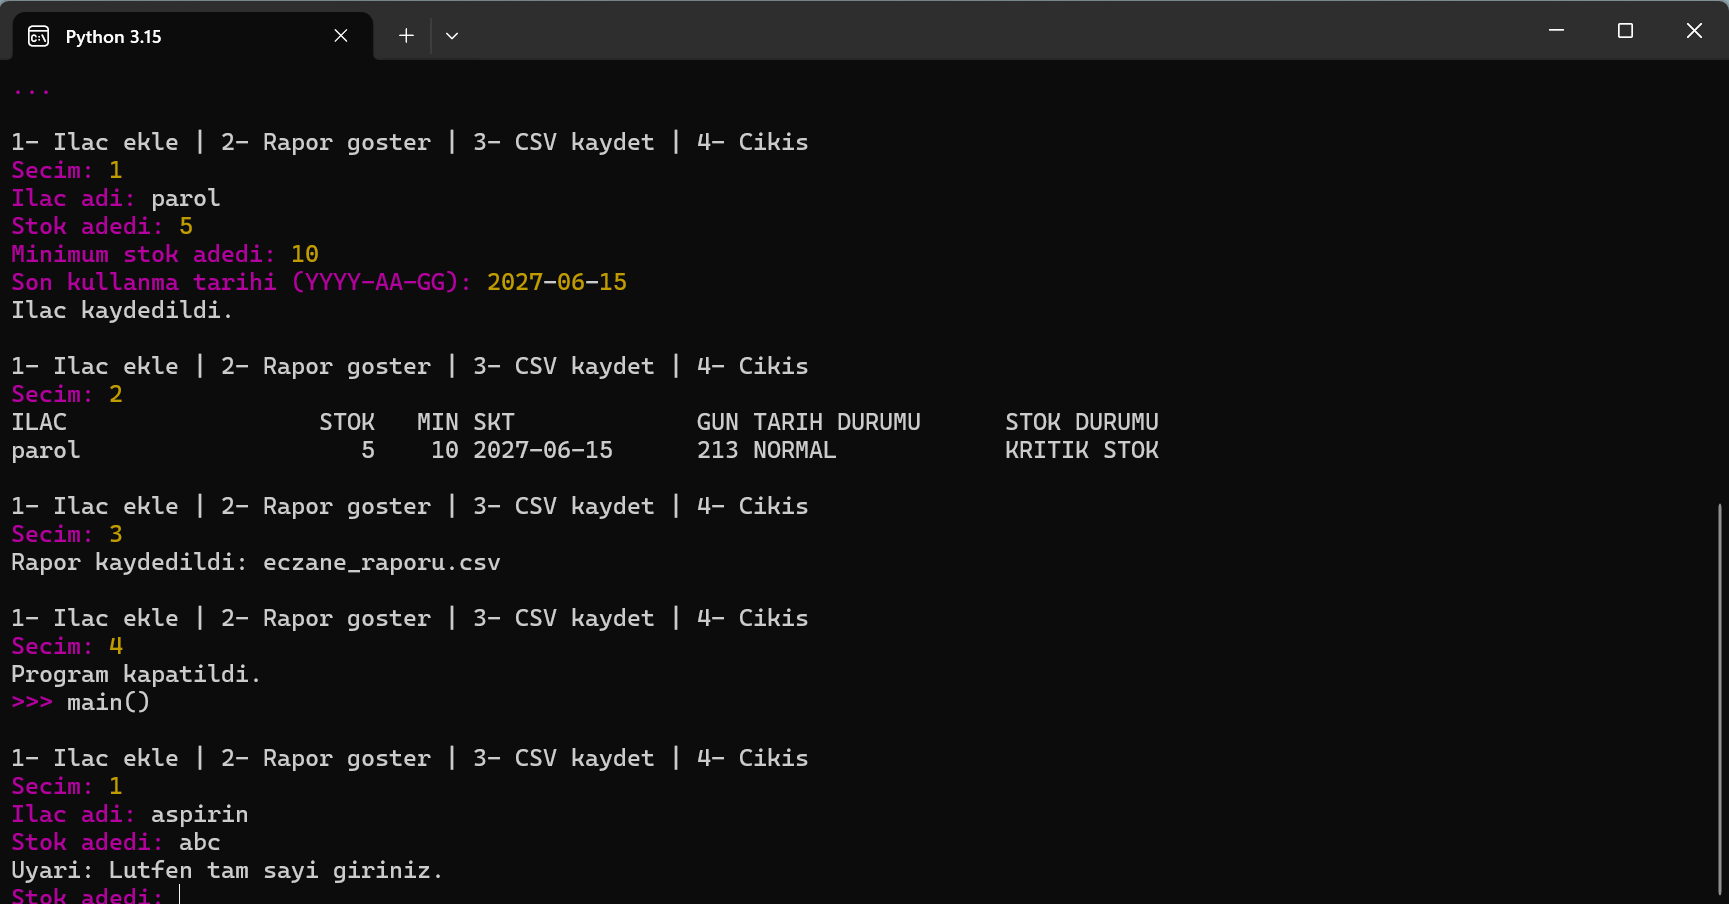 Python 3.15
...
1- Ilac ekle | 2- Rapor goster | 3- CSV kaydet | 4- Cikis
Secim: 1
Ilac adi: parol
Stok adedi: 5
Minimum stok adedi: 10
Son kullanma tarihi (YYYY-AA-GG): 2027-06-15
Ilac kaydedildi.
1- Ilac ekle | 2- Rapor goster | 3- CSV kaydet | 4- Cikis
Secim: 2
ILAC STOK MIN SKT GUN TARIH DURUMU STOK DURUMU
parol 5 10 2027-06-15 213 NORMAL KRITIK STOK
1- Ilac ekle | 2- Rapor goster | 3- CSV kaydet | 4- Cikis
Secim: 3
Rapor kaydedildi: eczane_raporu.csv
1- Ilac ekle | 2- Rapor goster | 3- CSV kaydet | 4- Cikis
Secim: 4
Program kapatildi.
>>> main()
1- Ilac ekle | 2- Rapor goster | 3- CSV kaydet | 4- Cikis
Secim: 1
Ilac adi: aspirin
Stok adedi: abc
Uyari: Lutfen tam sayi giriniz.
Stok adedi: